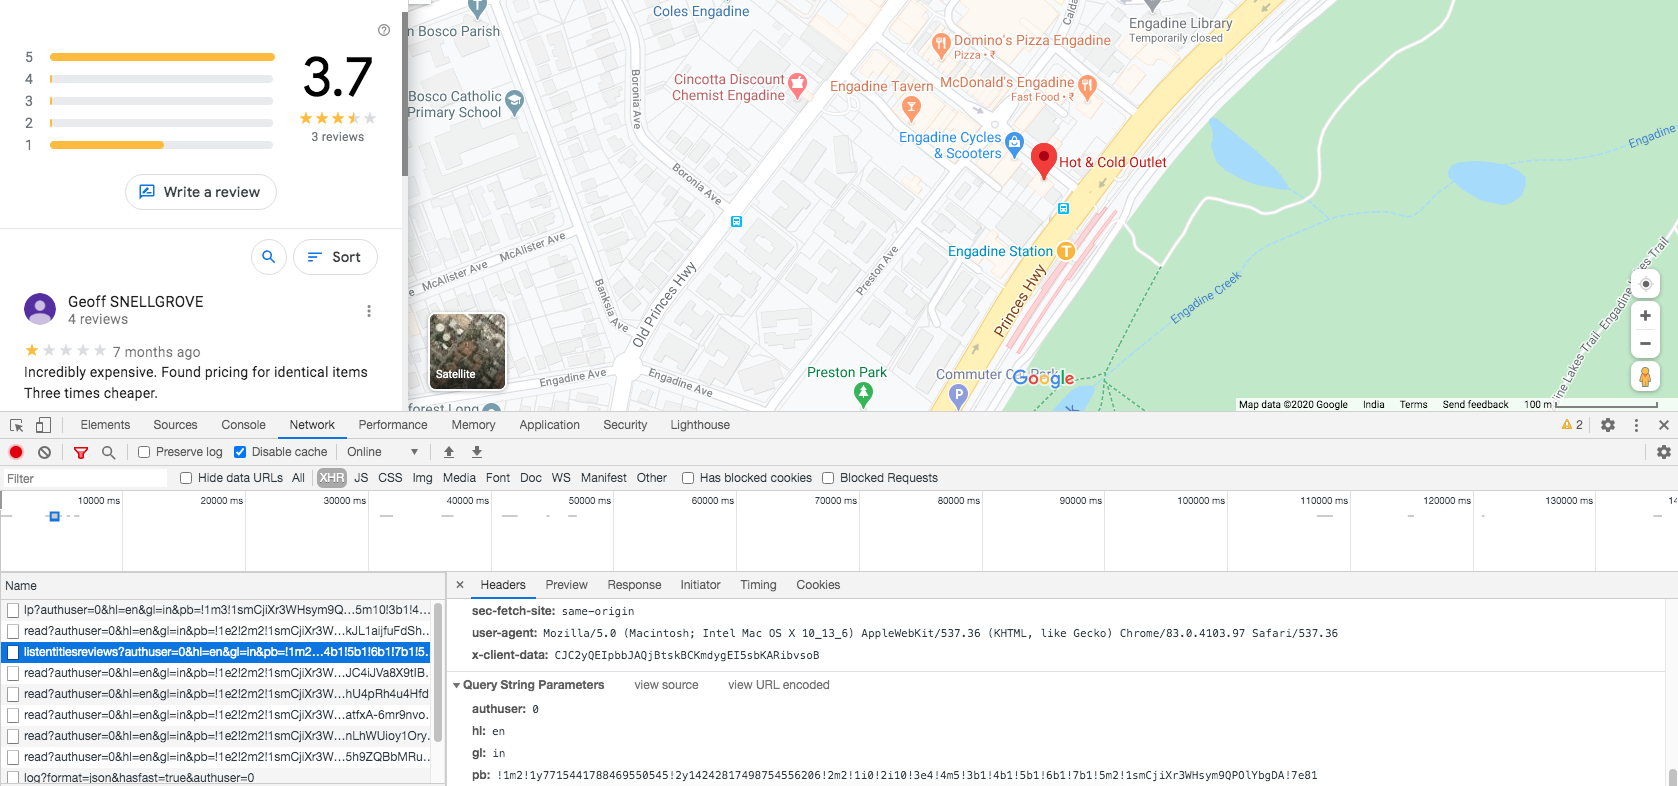 5
4
3
2
1
3.7
3 reviews
Write a review
Sort
Geoff SNELLGROVE
4 reviews
7 months ago
Incredibly expensive. Found pricing for identical items
Three times cheaper.
Coles Engadine
n Bosco Parish
Engadine Library
Temporarily closed
Domino's Pizza Engadine
Pizza • ₹
Cincotta Discount
Chemist Engadine
Engadine Tavern
McDonald's Engadine
Fast Food • ₹
Bosco Catholic
Primary School
Boronia Ave
Engadine Cycles
& Scooters
Hot & Cold Outlet
Engadine
Boronia Ave
McAlister Ave
McAlister Ave
Banksia Ave
Old Princes Hwy
Preston Ave
Engadine Station
T
Princes Hwy
Engadine Creek
Engadine Lakes Trail
Satellite
Engadine Ave
Engadine Ave
Preston Park
Commuter Car Park
P
forest Long
Google
Map data ©2020 Google
India
Terms
Send feedback
100 m
Elements
Sources
Console
Network
Performance
Memory
Application
Security
Lighthouse
2
Preserve log
Disable cache
Online
Filter
Hide data URLs
All
XHR
JS
CSS
Img
Media
Font
Doc
WS
Manifest
Other
Has blocked cookies
Blocked Requests
10000 ms
20000 ms
30000 ms
40000 ms
50000 ms
60000 ms
70000 ms
80000 ms
90000 ms
100000 ms
110000 ms
120000 ms
130000 ms
14
Name
lp?authuser=0&hl=en&gl=in&pb=!1m3!1smCjiXr3WHsym9Q…5m10!3b1!4…
read?authuser=0&hl=en&gl=in&pb=!1e2!2m2!1smCjiXr3W…kJL1aijfuFdSh…
listentitiesreviews?authuser=0&hl=en&gl=in&pb=!1m2…4b1!5b1!6b1!7b1!5…
read?authuser=0&hl=en&gl=in&pb=!1e2!2m2!1smCjiXr3W…JC4iJVa8X9tIB…
read?authuser=0&hl=en&gl=in&pb=!1e2!2m2!1smCjiXr3W…hU4pRh4u4Hfd
read?authuser=0&hl=en&gl=in&pb=!1e2!2m2!1smCjiXr3W…atfxA-6mr9nvo…
read?authuser=0&hl=en&gl=in&pb=!1e2!2m2!1smCjiXr3W…nLhWUioy1Ory…
read?authuser=0&hl=en&gl=in&pb=!1e2!2m2!1smCjiXr3W…5h9ZQBbMRu…
log?format=json&hasfast=true&authuser=0
Headers
Preview
Response
Initiator
Timing
Cookies
sec-fetch-site: same-origin
user-agent: Mozilla/5.0 (Macintosh; Intel Mac OS X 10_13_6) AppleWebKit/537.36 (KHTML, like Gecko) Chrome/83.0.4103.97 Safari/537.36
x-client-data: CJC2yQEIpbbJAQjBtskBCKmdygEI5sbKARibvsoB
Query String Parameters
view source
view URL encoded
authuser: 0
hl: en
gl: in
pb: !1m2!1y7715441788469550545!2y14242817498754556206!2m2!1i0!2i10!3e4!4m5!3b1!4b1!5b1!6b1!7b1!5m2!1smCjiXr3WHsym9QPOlYbgDA!7e81